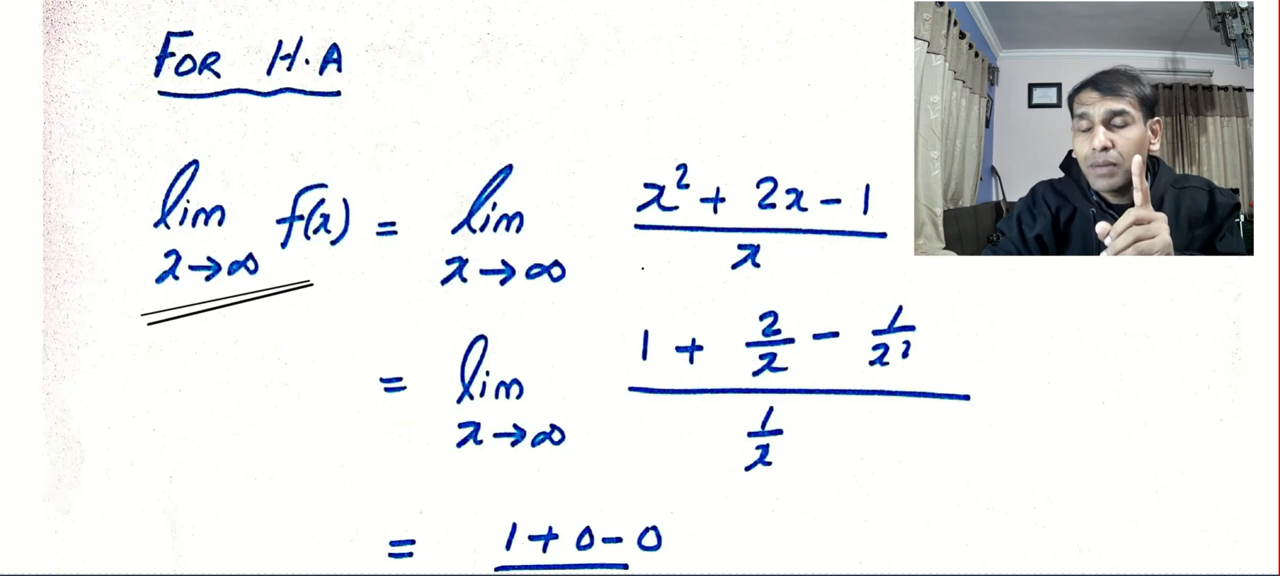 FOR H.A
lim x→∞ f(x) = lim x→∞ (x² + 2x - 1)/x
= lim x→∞ (1 + 2/x - 1/x²)/(1/x)
= 1 + 0 - 0